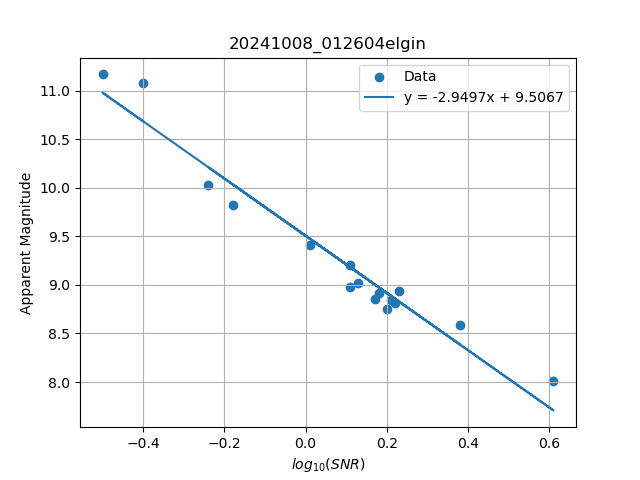 20241008_012604elgin
Data
y = -2.9497x + 9.5067
Apparent Magnitude
11.0
10.5
10.0
9.5
9.0
8.5
8.0
−0.4 −0.2 0.0 0.2 0.4 0.6
log₁₀(SNR)